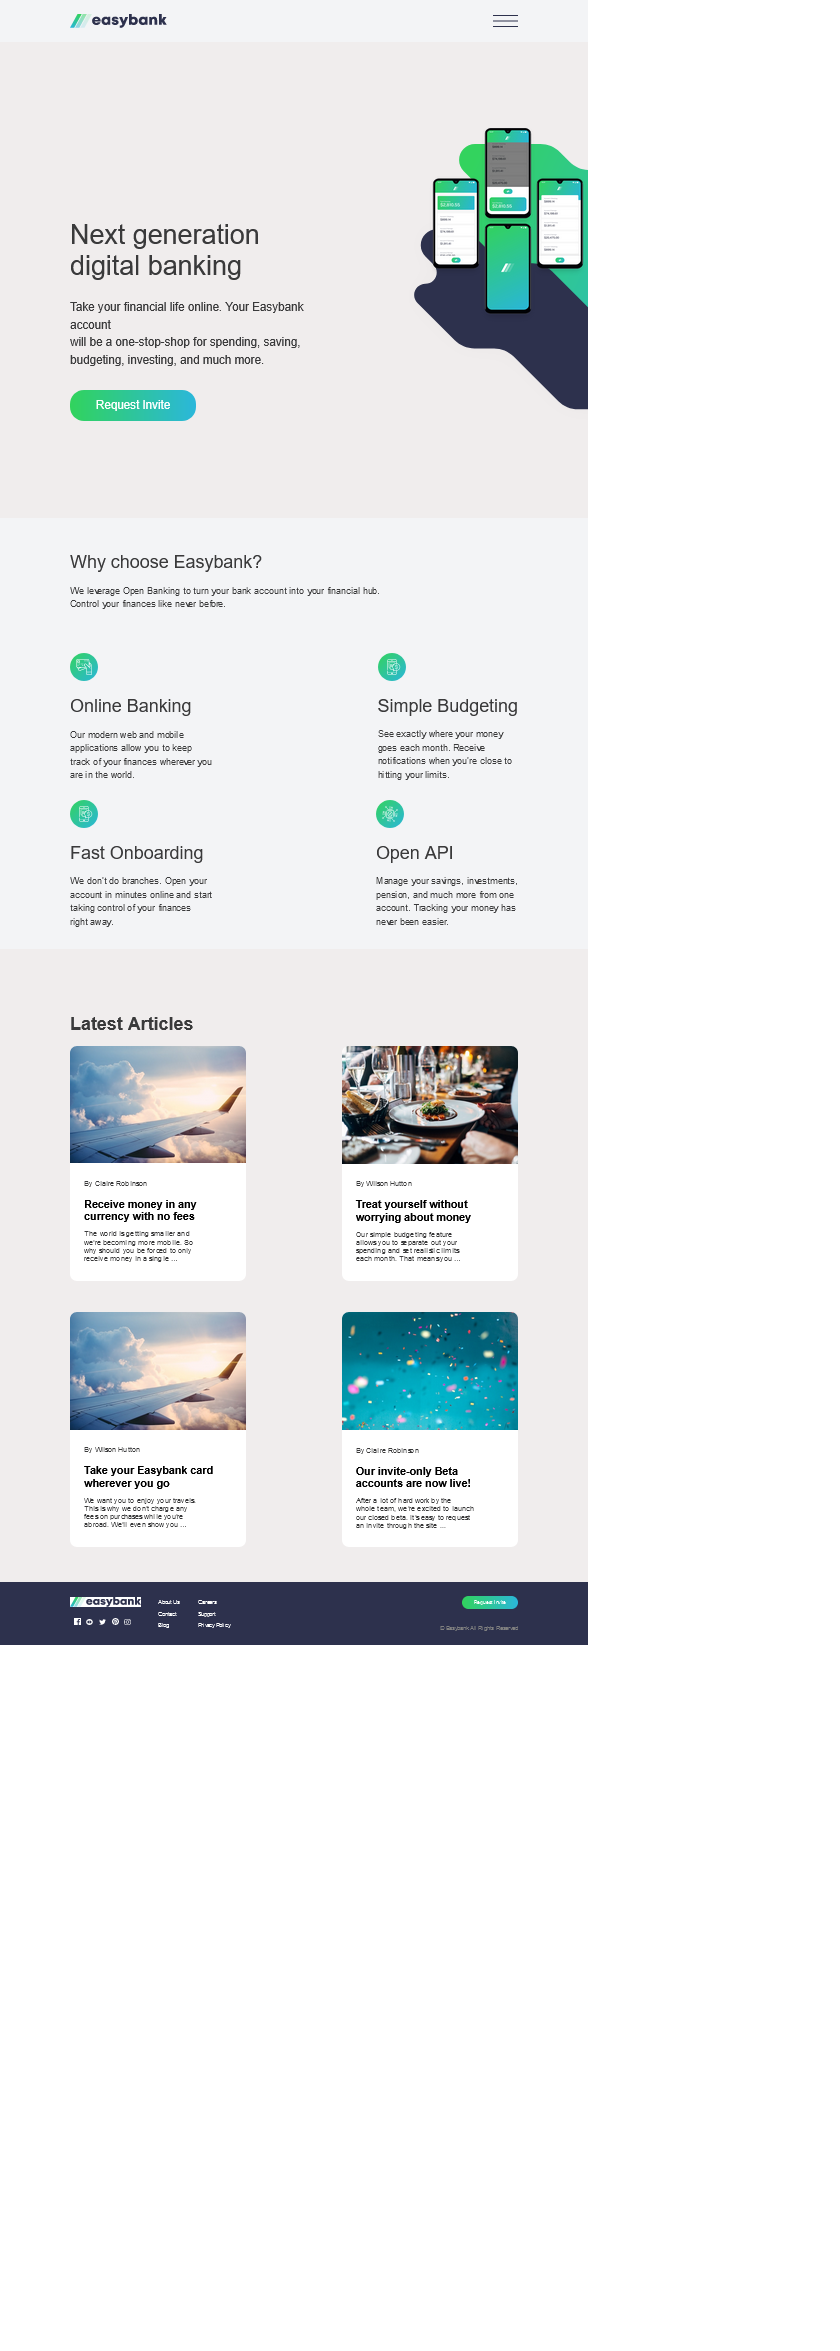 easybank
Next generation
digital banking
Take your financial life online. Your Easybank
account
will be a one-stop-shop for spending, saving,
budgeting, investing, and much more.
Request Invite
Why choose Easybank?
We leverage Open Banking to turn your bank account into your financial hub.
Control your finances like never before.
Online Banking
Our modern web and mobile
applications allow you to keep
track of your finances wherever you
are in the world.
Simple Budgeting
See exactly where your money
goes each month. Receive
notifications when you're close to
hitting your limits.
Fast Onboarding
We don't do branches. Open your
account in minutes online and start
taking control of your finances
right away.
Open API
Manage your savings, investments,
pension, and much more from one
account. Tracking your money has
never been easier.
Latest Articles
By Claire Robinson
Receive money in any
currency with no fees
The world is getting smaller and
we're becoming more mobile. So
why should you be forced to only
receive money in a single ...
By Wilson Hutton
Treat yourself without
worrying about money
Our simple budgeting feature
allows you to separate out your
spending and set realistic limits
each month. That means you ...
By Wilson Hutton
Take your Easybank card
wherever you go
We want you to enjoy your travels.
This is why we don't charge any
fees on purchases while you're
abroad. We'll even show you ...
By Claire Robinson
Our invite-only Beta
accounts are now live!
After a lot of hard work by the
whole team, we're excited to launch
our closed beta. It's easy to request
an invite through the site ...
easybank
About Us
Contact
Blog
Careers
Support
Privacy Policy
Request Invite
© Easybank. All Rights Reserved